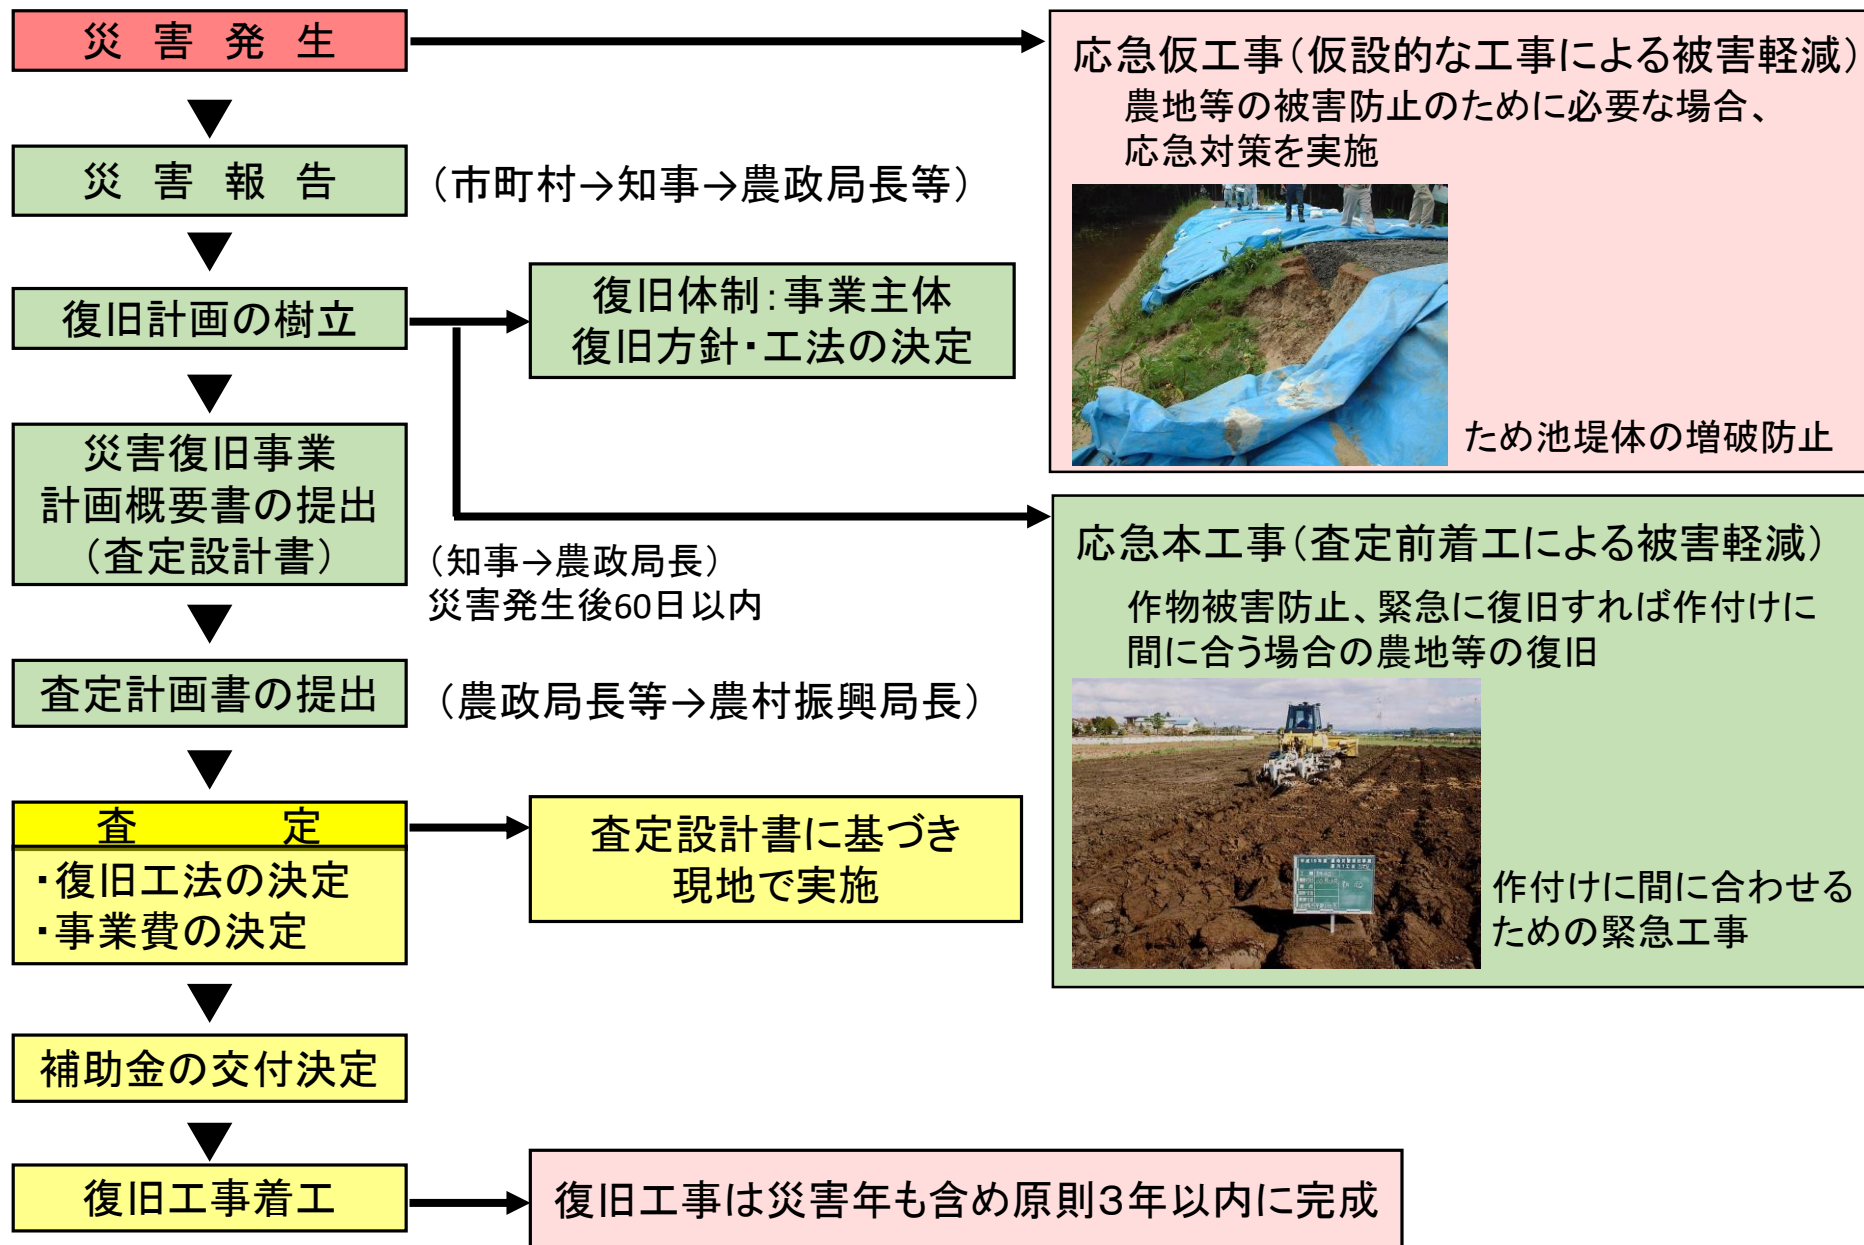 災害発生
災害報告
(市町村→知事→農政局長等)
復旧計画の樹立
復旧体制:事業主体
復旧方針・工法の決定
災害復旧事業
計画概要書の提出
(査定設計書)
(知事→農政局長)
災害発生後60日以内
査定計画書の提出
(農政局長等→農村振興局長)
査定
・復旧工法の決定
・事業費の決定
査定設計書に基づき
現地で実施
補助金の交付決定
復旧工事着工
復旧工事は災害年も含め原則3年以内に完成
応急仮工事(仮設的な工事による被害軽減)
農地等の被害防止のために必要な場合、
応急対策を実施
ため池堤体の増破防止
応急本工事(査定前着工による被害軽減)
作物被害防止、緊急に復旧すれば作付けに
間に合う場合の農地等の復旧
作付けに間に合わせる
ための緊急工事